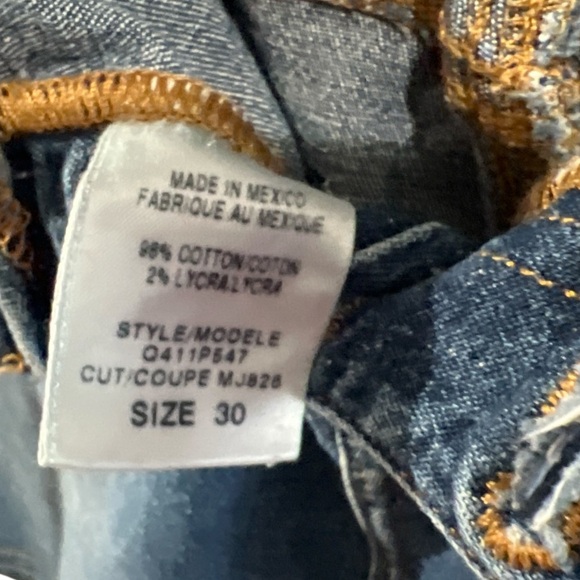 MADE IN MEXICO
FABRIQUE AU MEXIQUE
98% COTTON/COTON
2% LYCRA/LYCRA
STYLE/MODELE
Q411P547
CUT/COUPE MJ826
SIZE 30